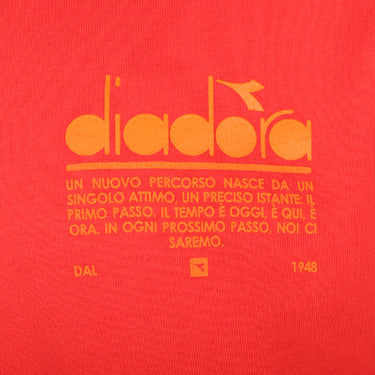 diadora
UN NUOVO PERCORSO NASCE DA UN
SINGOLO ATTIMO, UN PRECISO ISTANTE: IL
PRIMO PASSO. IL TEMPO È OGGI, È QUI, È
ORA. IN OGNI PROSSIMO PASSO, NOI CI
SAREMO.
DAL 1948